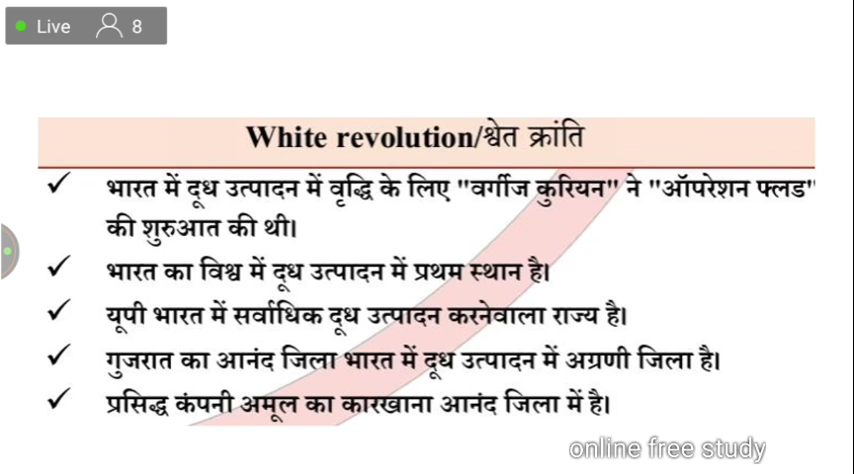 Live 8
White revolution/श्वेत क्रांति
✓ भारत में दूध उत्पादन में वृद्धि के लिए "वर्गीज कुरियन" ने "ऑपरेशन फ्लड"
की शुरुआत की थी।
✓ भारत का विश्व में दूध उत्पादन में प्रथम स्थान है।
✓ यूपी भारत में सर्वाधिक दूध उत्पादन करनेवाला राज्य है।
✓ गुजरात का आनंद जिला भारत में दूध उत्पादन में अग्रणी जिला है।
✓ प्रसिद्ध कंपनी अमूल का कारखाना आनंद जिला में है।
online free study